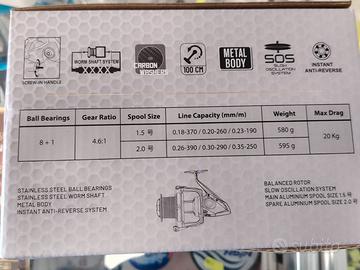 SCREW-IN HANDLE
WORM SHAFT SYSTEM
CARBON
WASHERS
100 CM
METAL
BODY
SOS
SLOW
OSCILLATION
SYSTEM
INSTANT
ANTI-REVERSE
Ball Bearings Gear Ratio Spool Size Line Capacity (mm/m) Weight Max Drag
8 + 1 4.6:1 1.5 号 0.18-370 / 0.20-260 / 0.23-190 580 g 20 Kg
2.0 号 0.26-390 / 0.30-290 / 0.35-250 595 g
STAINLESS STEEL BALL BEARINGS
STAINLESS STEEL WORM SHAFT
METAL BODY
INSTANT ANTI-REVERSE SYSTEM
BALANCED ROTOR
SLOW OSCILLATION SYSTEM
MAIN ALUMINIUM SPOOL SIZE 1.5 号
SPARE ALUMINIUM SPOOL SIZE 2.0 号
subito